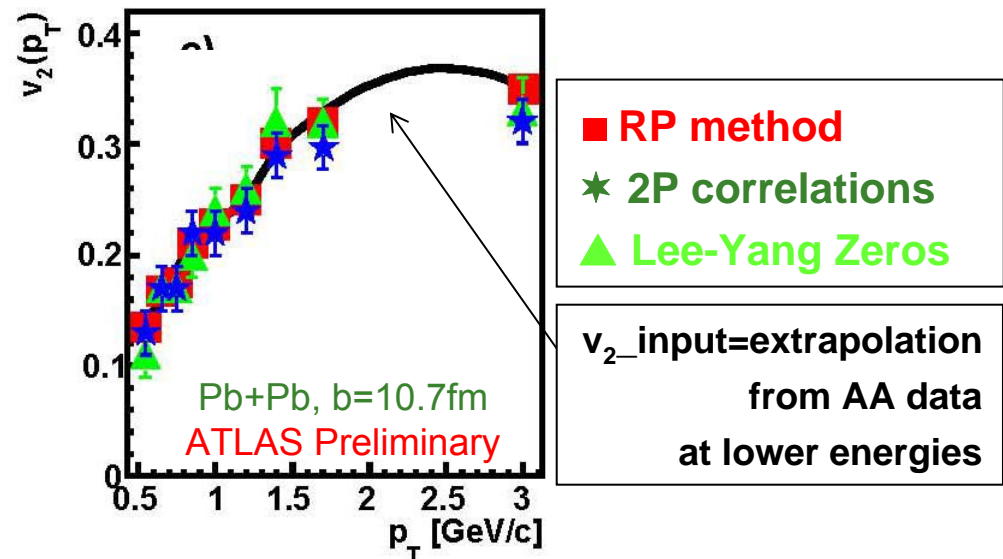 v2(pT)
0.4
0.3
0.2
0.1
0
0.5
1
1.5
2
2.5
3
pT [GeV/c]
Pb+Pb, b=10.7fm
ATLAS Preliminary
RP method
2P correlations
Lee-Yang Zeros
v2_input=extrapolation
from AA data
at lower energies